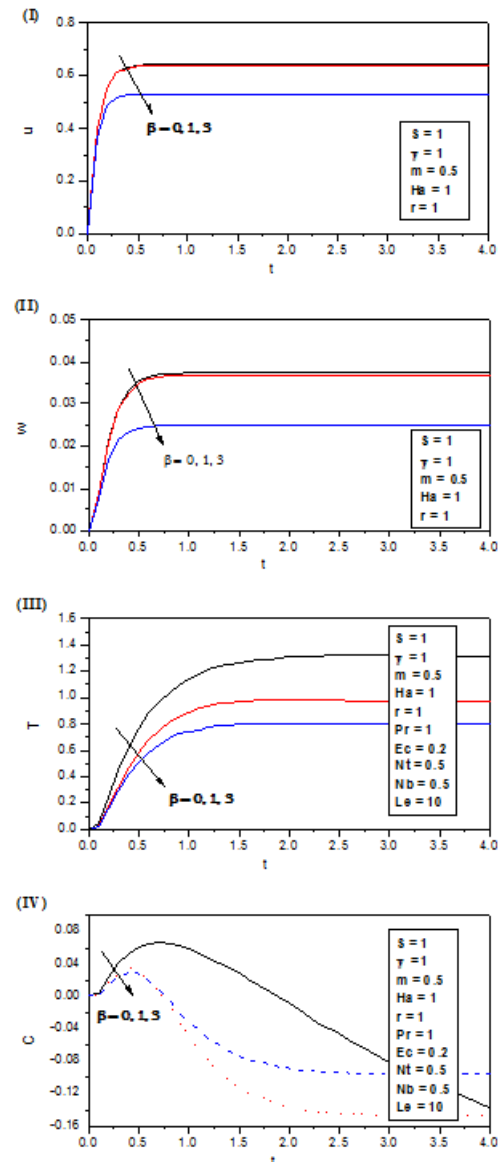 (I)
0.8
0.6
0.4
0.2
0.0
u
β=0, 1, 3
S = 1
γ = 1
m = 0.5
Ha = 1
r = 1
0.0 0.5 1.0 1.5 2.0 2.5 3.0 3.5 4.0
t
(II)
0.05
0.04
0.03
0.02
0.01
0.00
w
β=0, 1, 3
S = 1
γ = 1
m = 0.5
Ha = 1
r = 1
0.0 0.5 1.0 1.5 2.0 2.5 3.0 3.5 4.0
t
(III)
1.6
1.4
1.2
1.0
0.8
0.6
0.4
0.2
0.0
T
β=0, 1, 3
S = 1
γ = 1
m = 0.5
Ha = 1
r = 1
Pr = 1
Ec = 0.2
Nt = 0.5
Nb = 0.5
Le = 10
0.0 0.5 1.0 1.5 2.0 2.5 3.0 3.5 4.0
t
(IV)
0.08
0.04
0.00
-0.04
-0.08
-0.12
-0.16
C
β=0, 1, 3
S = 1
γ = 1
m = 0.5
Ha = 1
r = 1
Pr = 1
Ec = 0.2
Nt = 0.5
Nb = 0.5
Le = 10
0.0 0.5 1.0 1.5 2.0 2.5 3.0 3.5 4.0